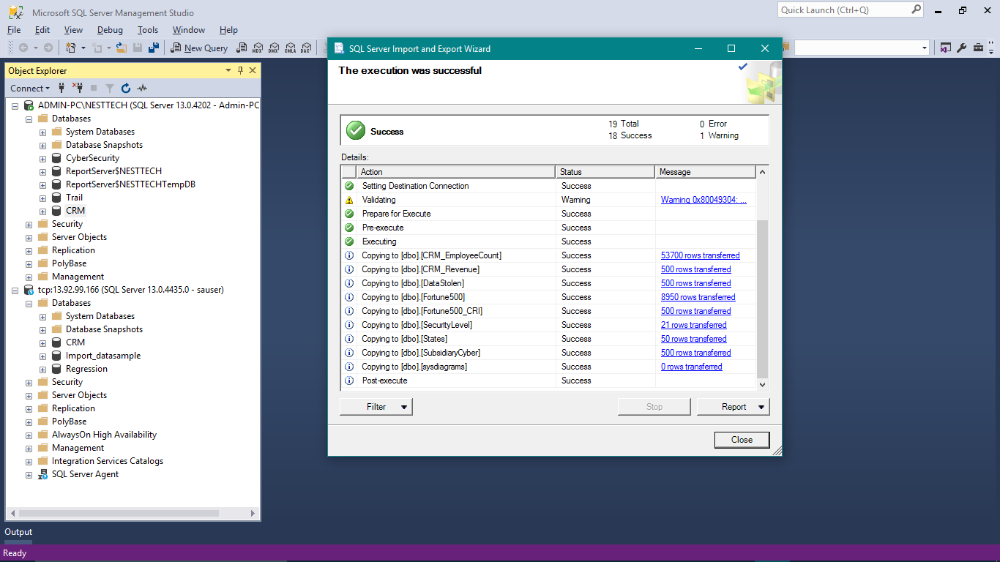 Microsoft SQL Server Management Studio
Quick Launch (Ctrl+Q)
File Edit View Debug Tools Window Help
New Query MDX DMX XMLA DAX
Object Explorer
Connect
ADMIN-PC\NESTTECH (SQL Server 13.0.4202 - Admin-PC
Databases
System Databases
Database Snapshots
CyberSecurity
ReportServer$NESTTECH
ReportServer$NESTTECHTempDB
Trail
CRM
Security
Server Objects
Replication
PolyBase
Management
tcp:13.92.99.166 (SQL Server 13.0.4435.0 - sauser)
Databases
System Databases
Database Snapshots
CRM
Import_datasample
Regression
Security
Server Objects
Replication
PolyBase
AlwaysOn High Availability
Management
Integration Services Catalogs
SQL Server Agent
SQL Server Import and Export Wizard
The execution was successful
Success
19 Total 0 Error
18 Success 1 Warning
Details:
Action Status Message
Setting Destination Connection Success
Validating Warning Warning 0x80049304: ...
Prepare for Execute Success
Pre-execute Success
Executing Success
Copying to [dbo].[CRM_EmployeeCount] Success 53700 rows transferred
Copying to [dbo].[CRM_Revenue] Success 500 rows transferred
Copying to [dbo].[DataStolen] Success 500 rows transferred
Copying to [dbo].[Fortune500] Success 8950 rows transferred
Copying to [dbo].[Fortune500_CRI] Success 500 rows transferred
Copying to [dbo].[SecurityLevel] Success 21 rows transferred
Copying to [dbo].[States] Success 50 rows transferred
Copying to [dbo].[SubsidiaryCyber] Success 500 rows transferred
Copying to [dbo].[sysdiagrams] Success 0 rows transferred
Post-execute Success
Filter Stop Report
Close
Output
Ready